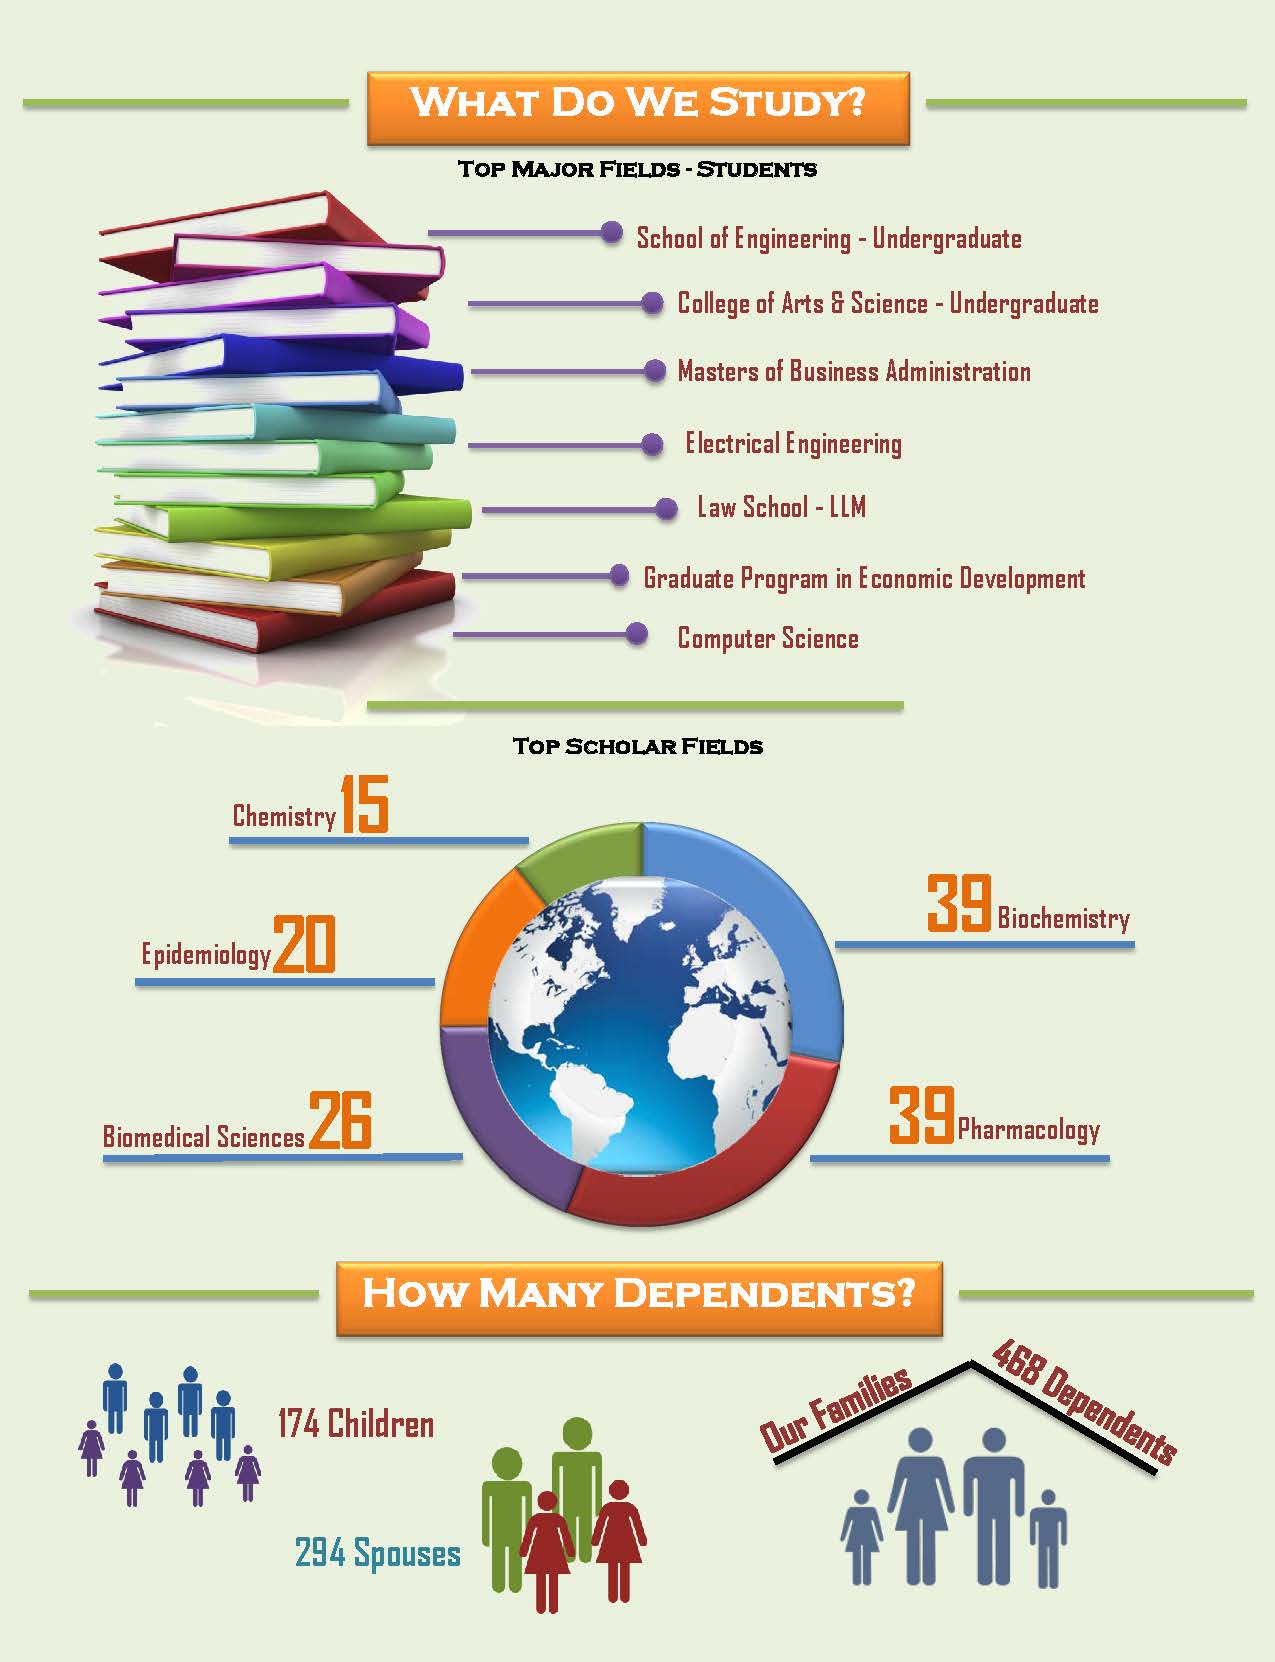 What Do We Study?
Top Major Fields - Students
School of Engineering - Undergraduate
College of Arts & Science - Undergraduate
Masters of Business Administration
Electrical Engineering
Law School - LLM
Graduate Program in Economic Development
Computer Science
Top Scholar Fields
Chemistry 15
39 Biochemistry
Epidemiology 20
Biomedical Sciences 26
39 Pharmacology
How Many Dependents?
174 Children
294 Spouses
Our Families
468 Dependents